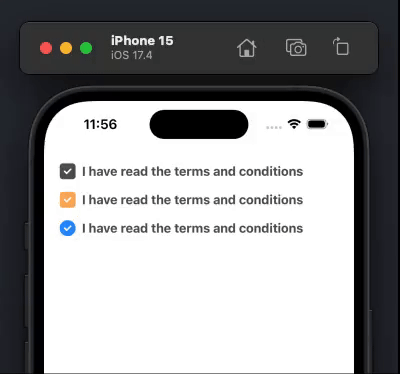 iPhone 15
iOS 17.4
11:56
I have read the terms and conditions
I have read the terms and conditions
I have read the terms and conditions